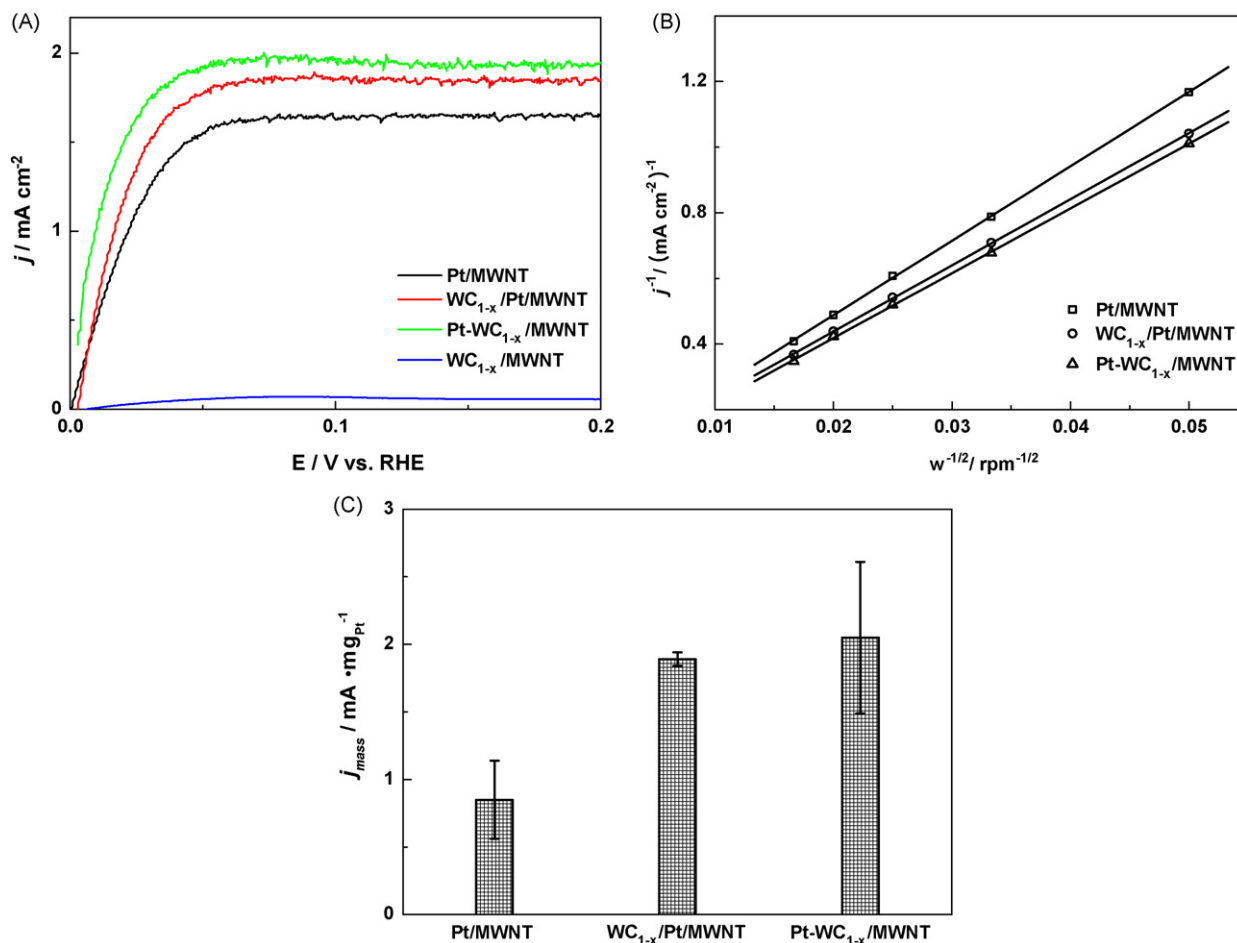 (A)
2
1
0
j / mA cm-2
Pt/MWNT
WC1-x/Pt/MWNT
Pt-WC1-x/MWNT
WC1-x/MWNT
0.0
0.1
0.2
E / V vs. RHE
(B)
1.2
0.8
0.4
j-1/ (mA cm-2)-1
Pt/MWNT
WC1-x/Pt/MWNT
Pt-WC1-x/MWNT
0.01
0.02
0.03
0.04
0.05
w-1/2/ rpm-1/2
(C)
3
2
1
0
jmass / mA •mgPt-1
Pt/MWNT
WC1-x/Pt/MWNT
Pt-WC1-x/MWNT